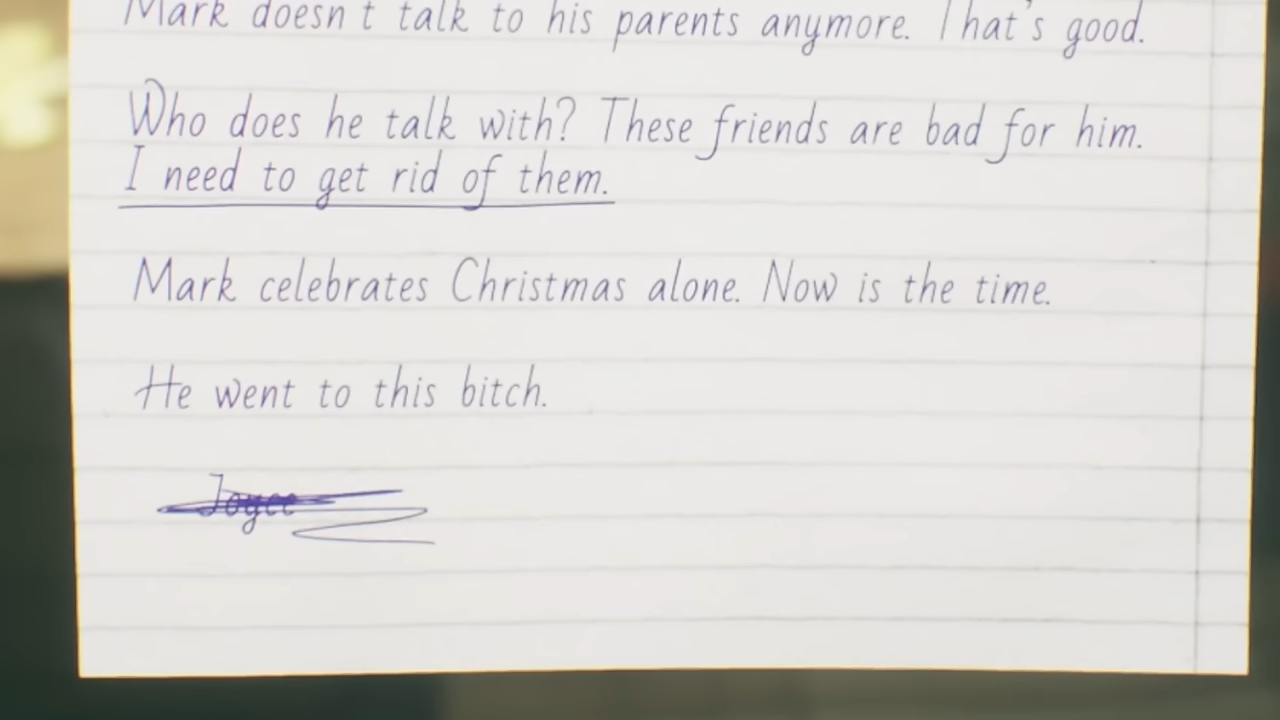 Mark doesn't talk to his parents anymore. That's good.
Who does he talk with? These friends are bad for him.
I need to get rid of them.
Mark celebrates Christmas alone. Now is the time.
He went to this bitch.
Joyce